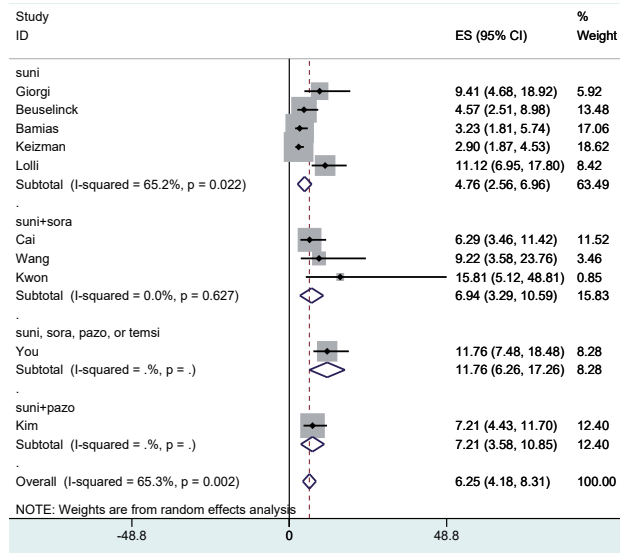 Study %
ID ES (95% CI) Weight
suni
Giorgi 9.41 (4.68, 18.92) 5.92
Beuselinck 4.57 (2.51, 8.98) 13.48
Bamias 3.23 (1.81, 5.74) 17.06
Keizman 2.90 (1.87, 4.53) 18.62
Lolli 11.12 (6.95, 17.80) 8.42
Subtotal (I-squared = 65.2%, p = 0.022) 4.76 (2.56, 6.96) 63.49
.
suni+sora
Cai 6.29 (3.46, 11.42) 11.52
Wang 9.22 (3.58, 23.76) 3.46
Kwon 15.81 (5.12, 48.81) 0.85
Subtotal (I-squared = 0.0%, p = 0.627) 6.94 (3.29, 10.59) 15.83
.
suni, sora, pazo, or temsi
You 11.76 (7.48, 18.48) 8.28
Subtotal (I-squared = .%, p = .) 11.76 (6.26, 17.26) 8.28
.
suni+pazo
Kim 7.21 (4.43, 11.70) 12.40
Subtotal (I-squared = .%, p = .) 7.21 (3.58, 10.85) 12.40
.
Overall (I-squared = 65.3%, p = 0.002) 6.25 (4.18, 8.31) 100.00
NOTE: Weights are from random effects analysis
-48.8 0 48.8